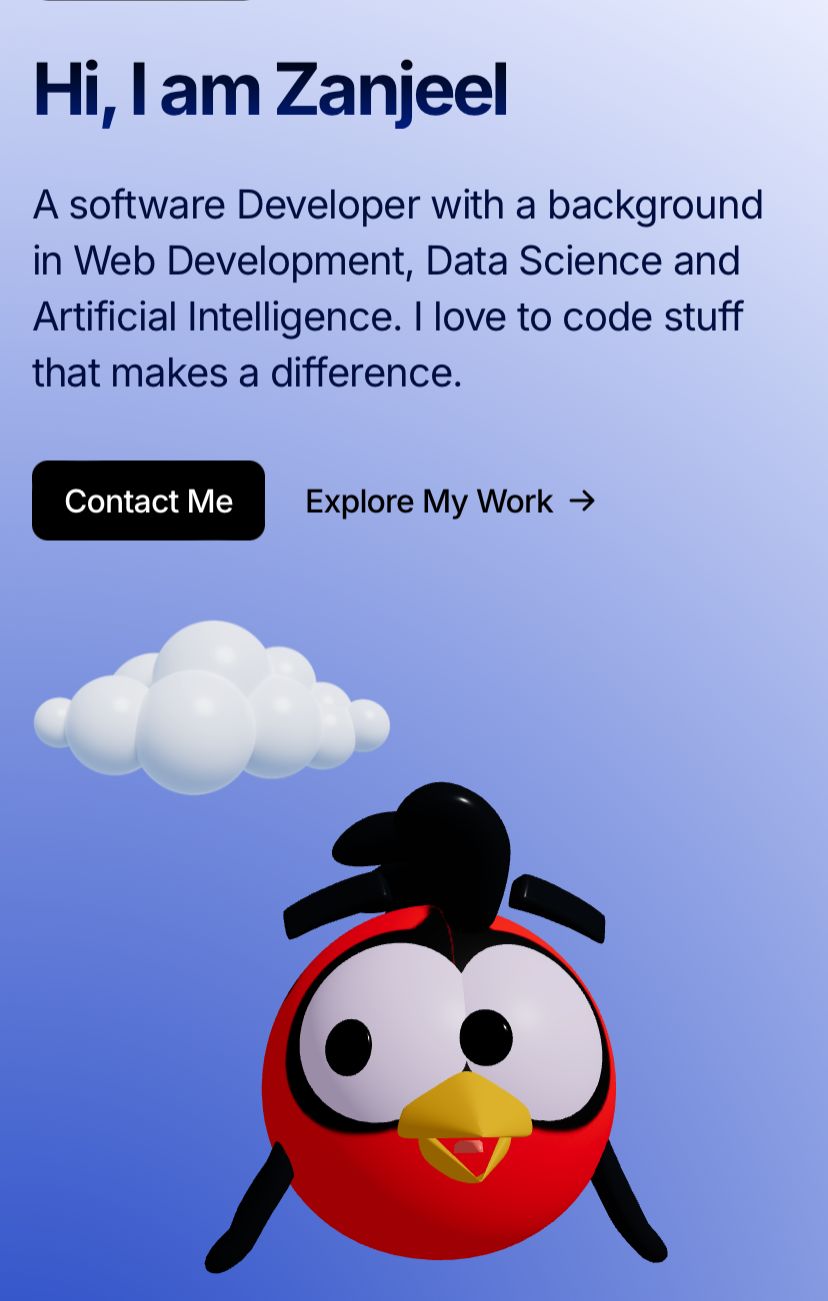 Hi, I am Zanjeel
A software Developer with a background
in Web Development, Data Science and
Artificial Intelligence. I love to code stuff
that makes a difference.
Contact Me
Explore My Work →